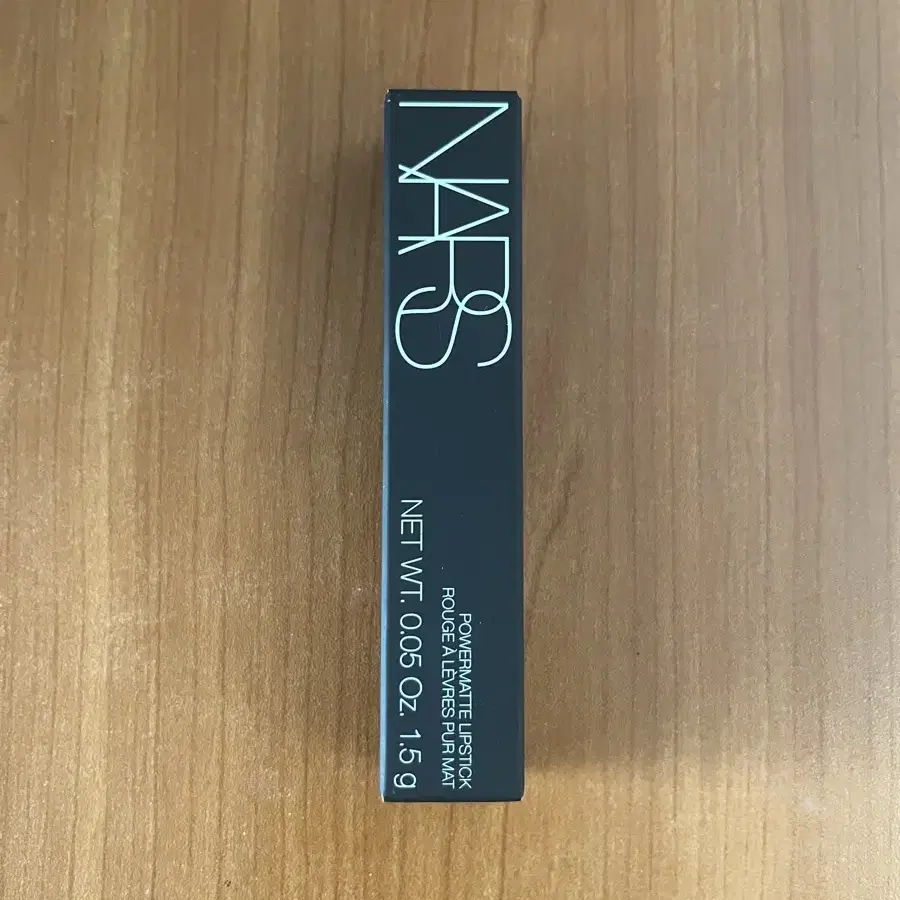 NARS
POWERMATTE LIPSTICK
ROUGE À LÈVRES PUR MAT
NET WT. 0.05 Oz. 1.5 g